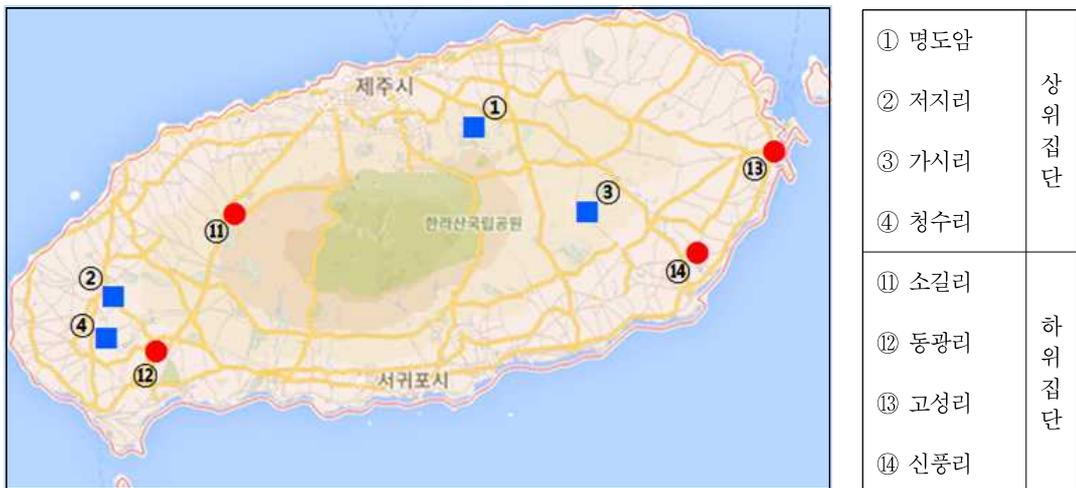 제주시
①
⑬
③
한라산국립공원
⑪
⑭
②
④
⑫
서귀포시
① 명도암
② 저지리
③ 가시리
④ 청수리
상위집단
⑪ 소길리
⑫ 동광리
⑬ 고성리
⑭ 신풍리
하위집단